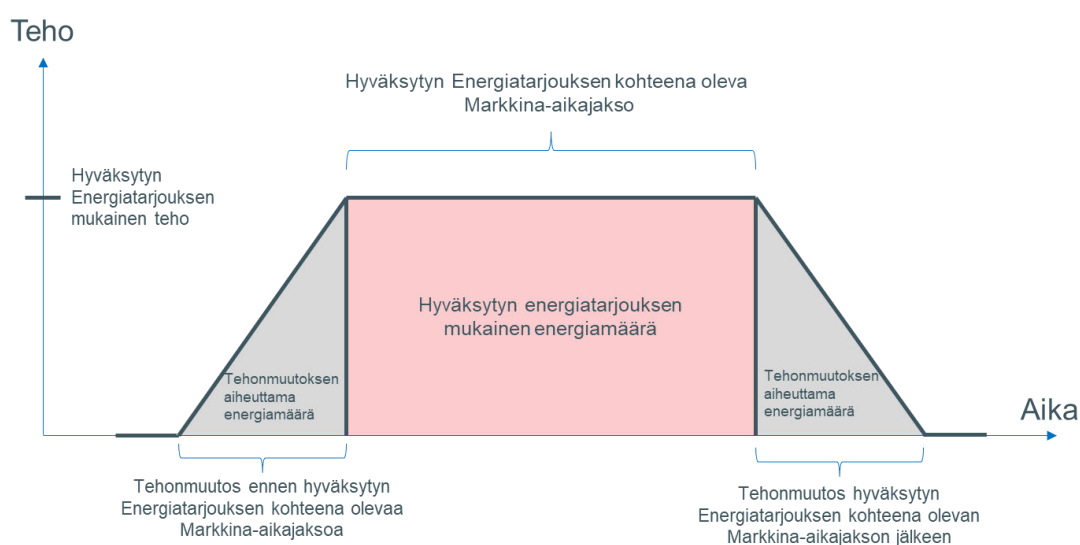 Teho
Hyväksytyn Energiatarjouksen kohteena oleva
Markkina-aikajakso
Hyväksytyn
Energiatarjouksen
mukainen teho
Hyväksytyn energiatarjouksen
mukainen energiamäärä
Tehonmuutoksen
aiheuttama
energiamäärä
Tehonmuutoksen
aiheuttama
energiamäärä
Aika
Tehonmuutos ennen hyväksytyn
Energiatarjouksen kohteena olevaa
Markkina-aikajaksoa
Tehonmuutos hyväksytyn
Energiatarjouksen kohteena olevan
Markkina-aikajakson jälkeen